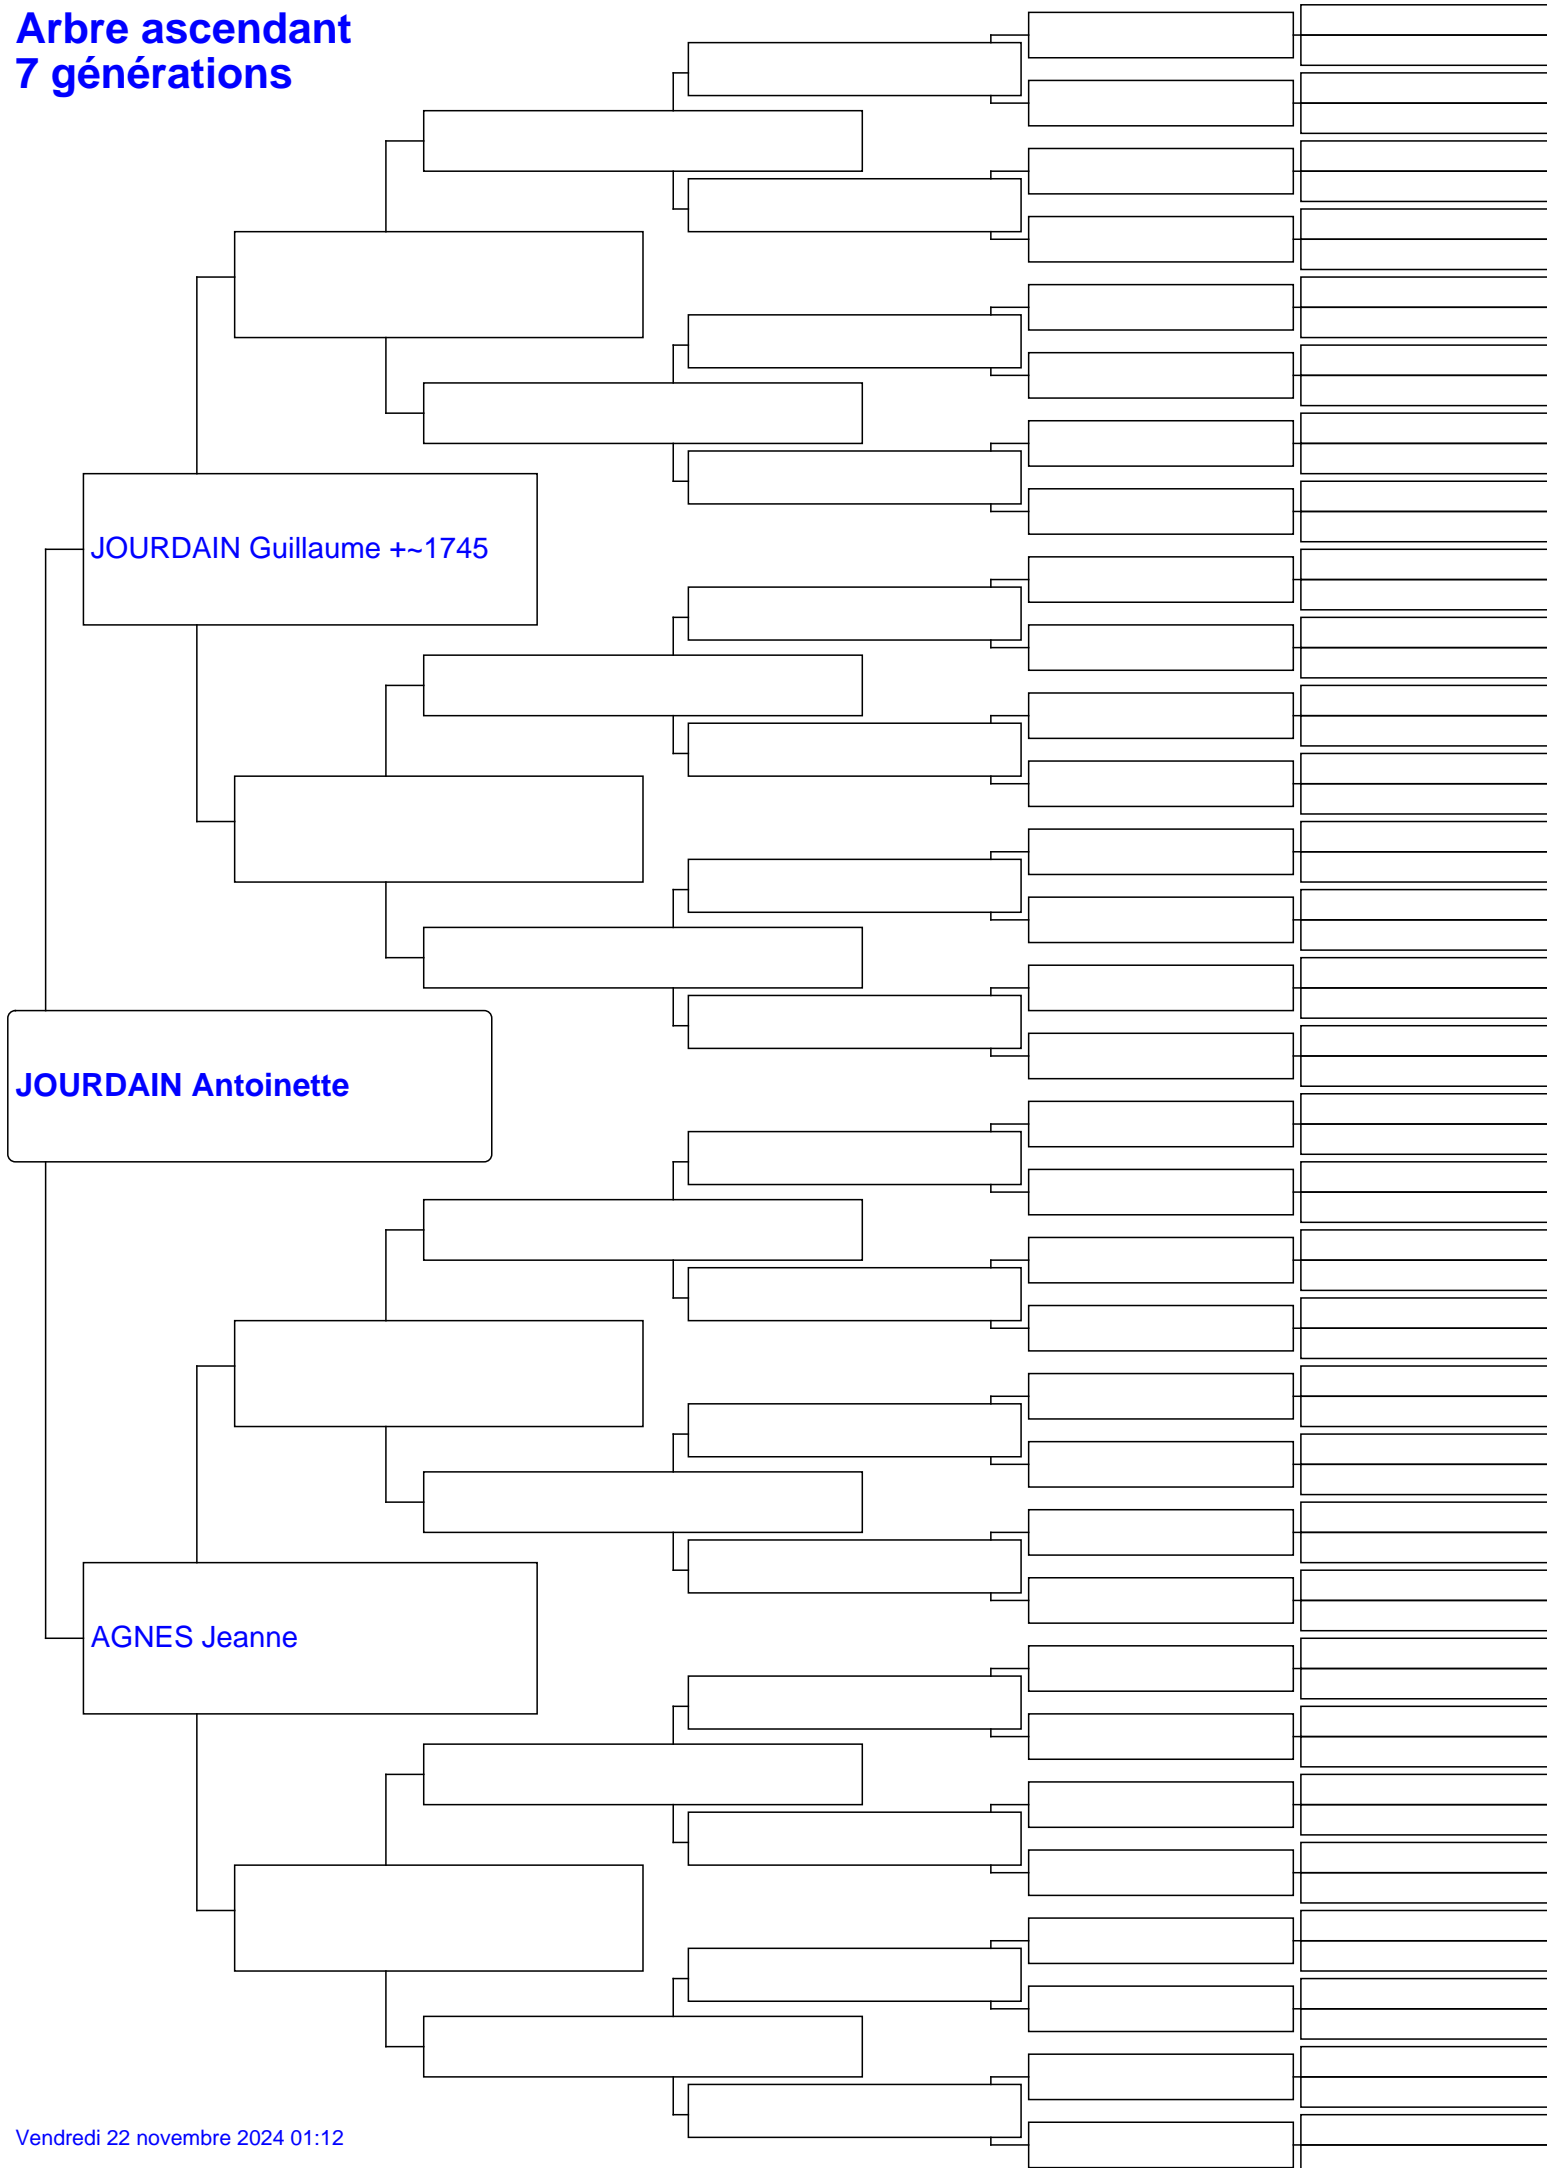 Arbre ascendant
7 générations
JOURDAIN Guillaume +~1745
JOURDAIN Antoinette
AGNES Jeanne
Vendredi 22 novembre 2024 01:12